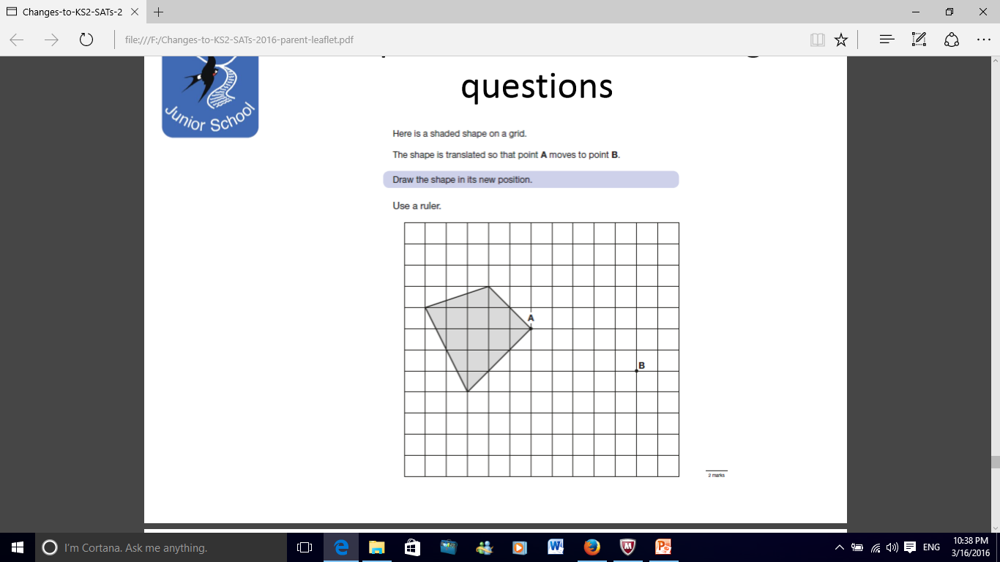 Changes-to-KS2-SATs-2
file:///F:/Changes-to-KS2-SATs-2016-parent-leaflet.pdf
questions
Junior School
Here is a shaded shape on a grid.
The shape is translated so that point A moves to point B.
Draw the shape in its new position.
Use a ruler.
A
B
2 marks
I'm Cortana. Ask me anything.
ENG
10:38 PM
3/16/2016